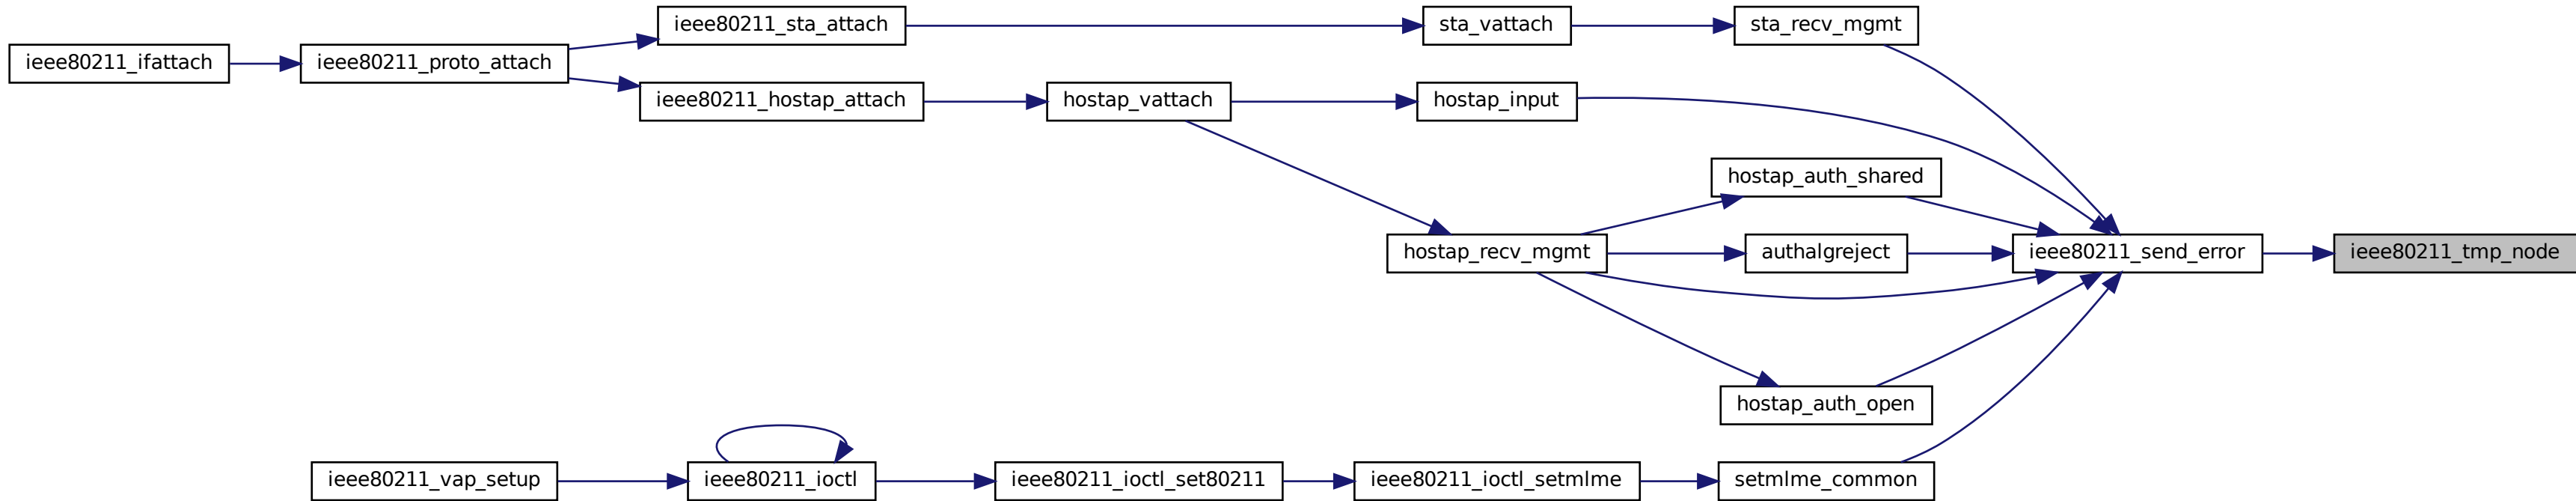 ieee80211_sta_attach
sta_vattach
sta_recv_mgmt
ieee80211_ifattach
ieee80211_proto_attach
ieee80211_hostap_attach
hostap_vattach
hostap_input
hostap_auth_shared
hostap_recv_mgmt
authalgreject
ieee80211_send_error
ieee80211_tmp_node
hostap_auth_open
ieee80211_vap_setup
ieee80211_ioctl
ieee80211_ioctl_set80211
ieee80211_ioctl_setmlme
setmlme_common